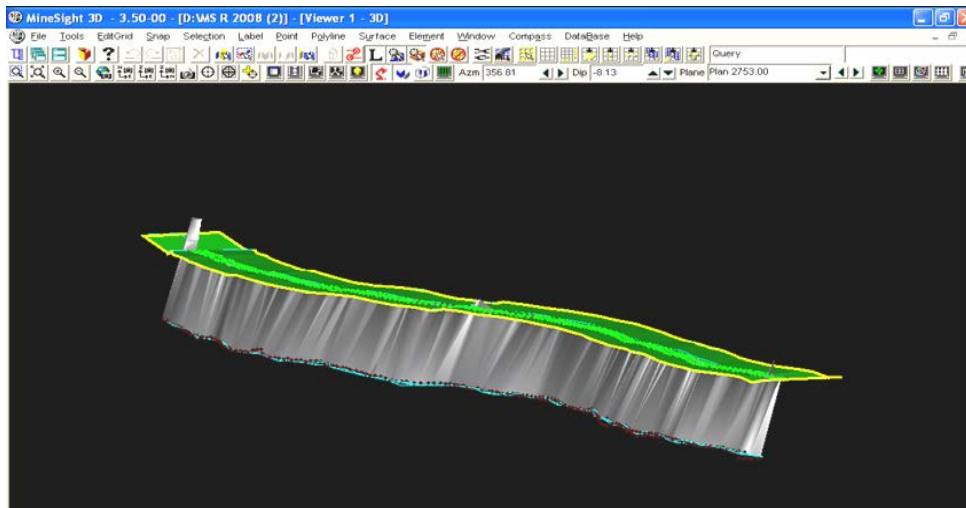 MineSight 3D - 3.50-00 - [D:\MS R 2008 (2)] - [Viewer 1 - 3D]
File Tools EditGrid Snap Selection Label Point Polyline Surface Element Window Compass DataBase Help
Query
Azm 356.81 Dip -8.13 Plane Plan 2753.00